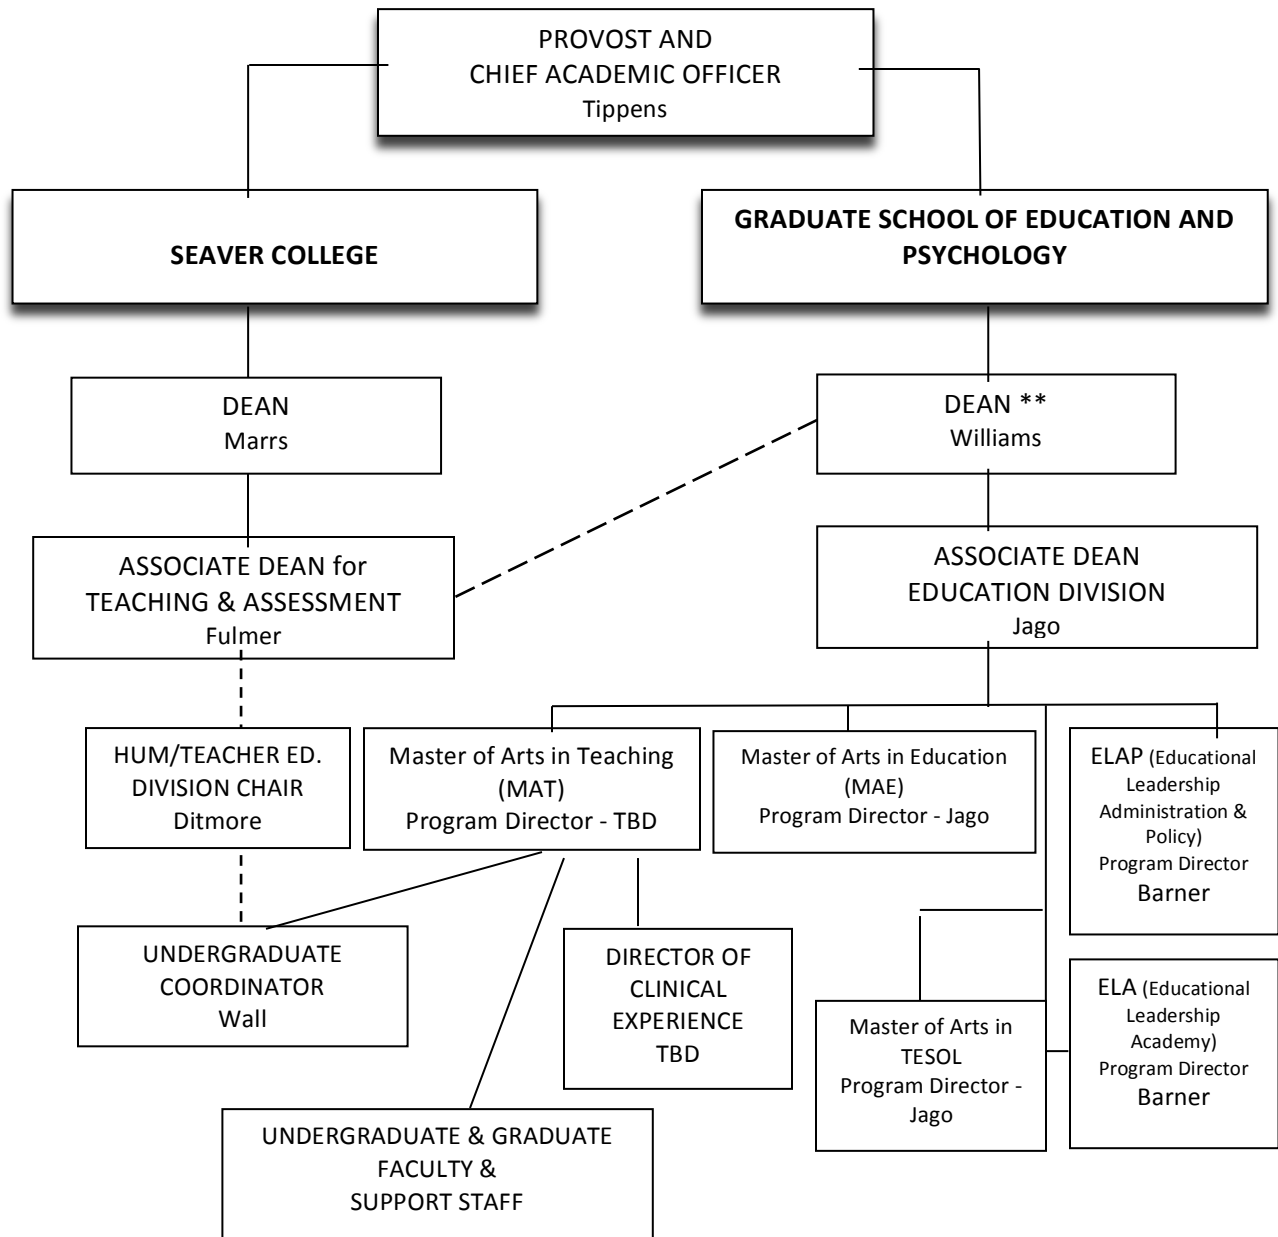 PROVOST AND
CHIEF ACADEMIC OFFICER
Tippens
SEAVER COLLEGE
GRADUATE SCHOOL OF EDUCATION AND
PSYCHOLOGY
DEAN
Marrs
DEAN **
Williams
ASSOCIATE DEAN for
TEACHING & ASSESSMENT
Fulmer
ASSOCIATE DEAN
EDUCATION DIVISION
Jago
HUM/TEACHER ED.
DIVISION CHAIR
Ditmore
Master of Arts in Teaching
(MAT)
Program Director - TBD
Master of Arts in Education
(MAE)
Program Director - Jago
ELAP (Educational
Leadership
Administration &
Policy)
Program Director
Barner
UNDERGRADUATE
COORDINATOR
Wall
DIRECTOR OF
CLINICAL
EXPERIENCE
TBD
Master of Arts in
TESOL
Program Director -
Jago
ELA (Educational
Leadership
Academy)
Program Director
Barner
UNDERGRADUATE & GRADUATE
FACULTY &
SUPPORT STAFF